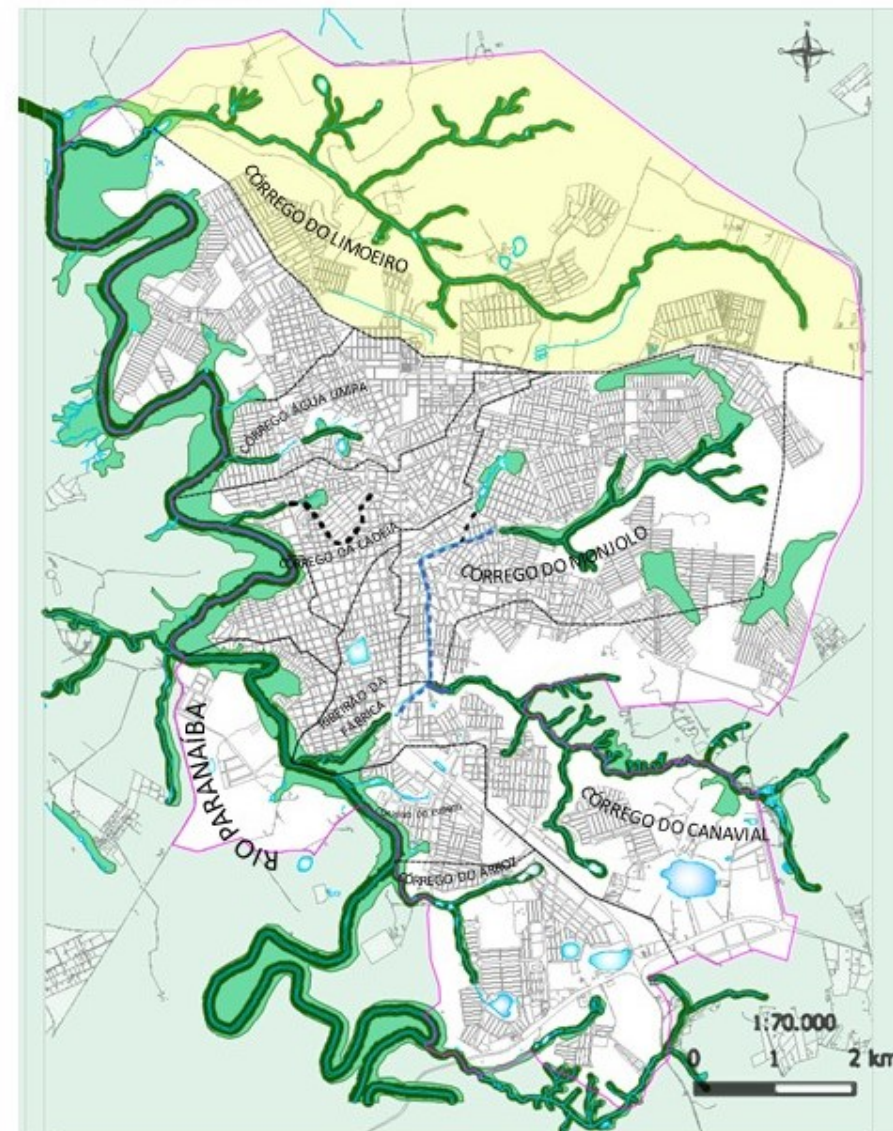 CÓRREGO DO LIMOEIRO
CÓRREGO ÁGUA LIMPA
CÓRREGO DA CADEIA
CÓRREGO DO MONJOLO
RIBEIRÃO DA
FÁBRICA
RIO PARANAÍBA
CÓRREGO DO CANAVIAL
CÓRREGO DO ARROZ
1:70.000
0 1 2 km